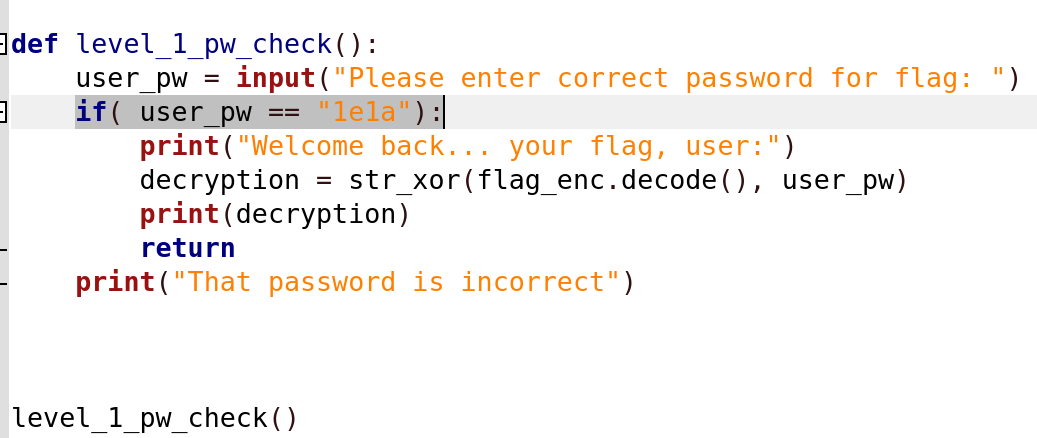 def level_1_pw_check():
    user_pw = input("Please enter correct password for flag: ")
    if( user_pw == "1e1a"):
        print("Welcome back... your flag, user:")
        decryption = str_xor(flag_enc.decode(), user_pw)
        print(decryption)
        return
    print("That password is incorrect")
level_1_pw_check()